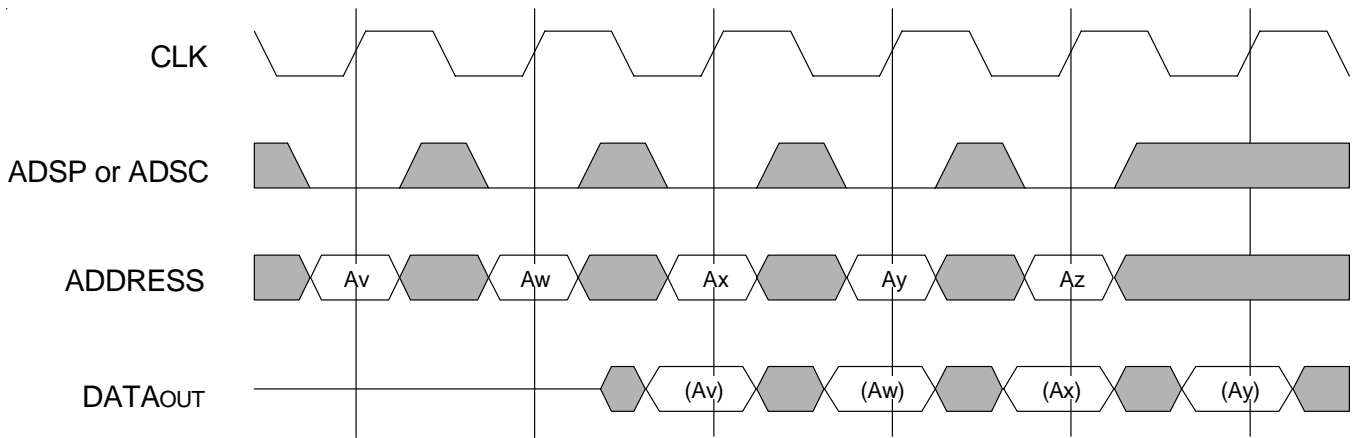 CLK
ADSP or ADSC
ADDRESS
Av
Aw
Ax
Ay
Az
DATAOUT
(Av)
(Aw)
(Ax)
(Ay)